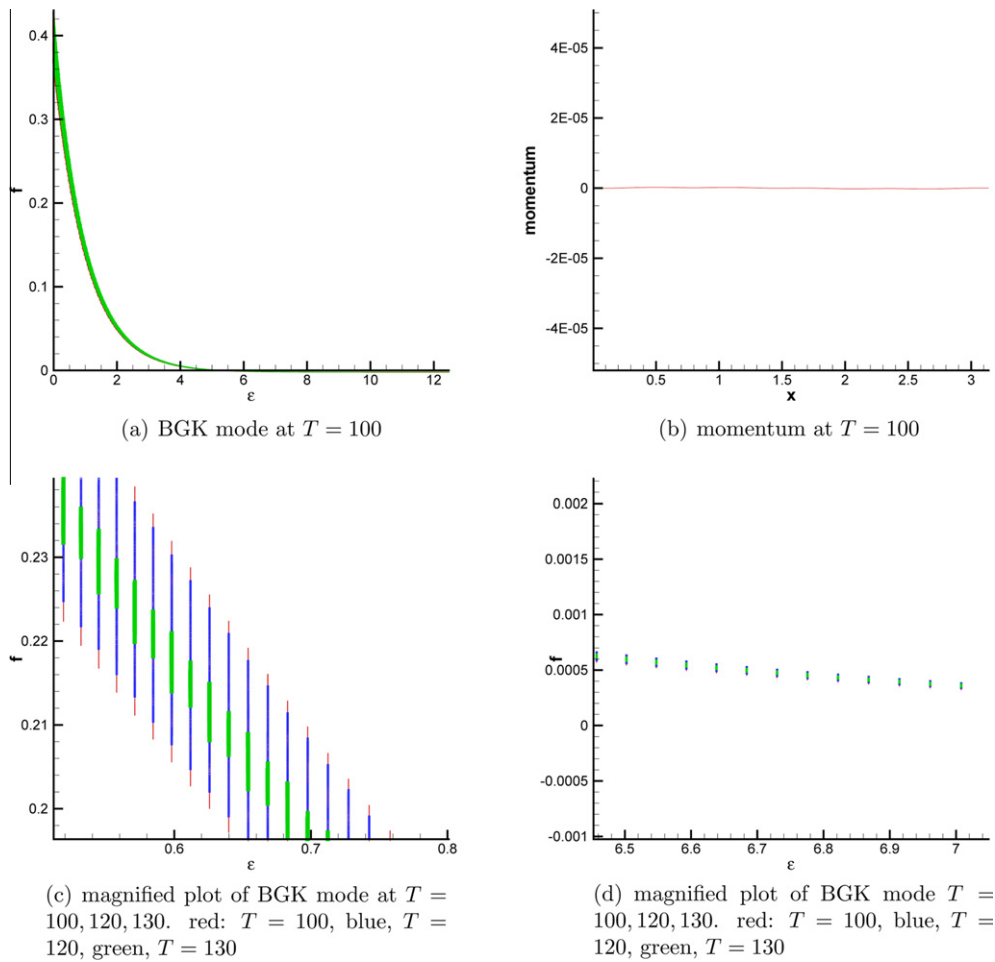 0.4
0.3
f
0.2
0.1
0
0 2 4 6 8 10 12
ε
(a) BGK mode at T = 100
4E-05
2E-05
momentum
0
-2E-05
-4E-05
0.5 1 1.5 2 2.5 3
x
(b) momentum at T = 100
0.23
0.22
f
0.21
0.2
0.6 0.7 0.8
ε
(c) magnified plot of BGK mode at T =
100, 120, 130. red: T = 100, blue, T =
120, green, T = 130
0.002
0.0015
0.001
f
0.0005
0
-0.0005
-0.001
6.5 6.6 6.7 6.8 6.9 7
ε
(d) magnified plot of BGK mode T =
100, 120, 130. red: T = 100, blue, T =
120, green, T = 130